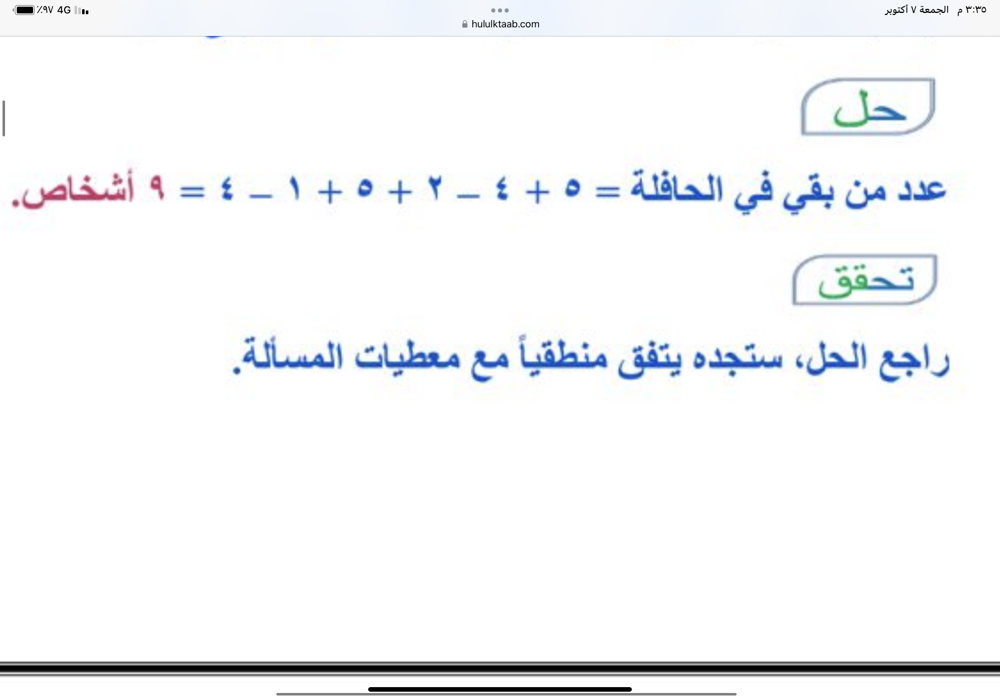 ٣:٣٥ م الجمعة ٧ أكتوبر
٪٩٧ 4G
hululktaab.com
حل
عدد من بقي في الحافلة = ٥ + ٤ – ٢ + ٥ + ١ – ٤ = ٩ أشخاص.
تحقق
راجع الحل، ستجده يتفق منطقياً مع معطيات المسألة.